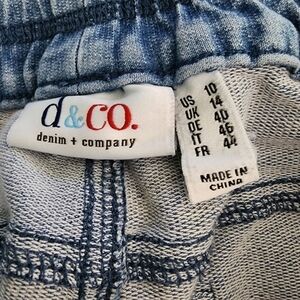 d&co.
denim + company
US 10
UK 14
DE 40
IT 46
FR 44
MADE IN
CHINA